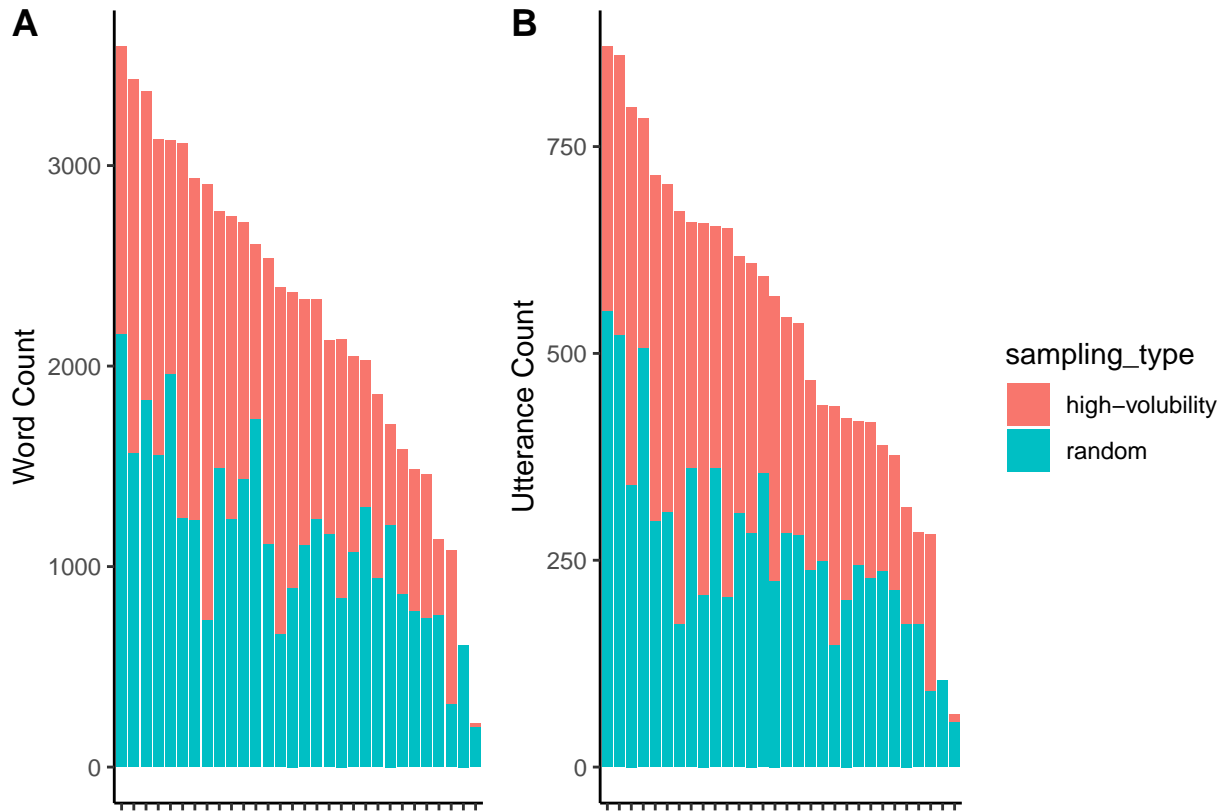 A
Word Count
3000
2000
1000
0
B
Utterance Count
750
500
250
0
sampling_type
high−volubility
random